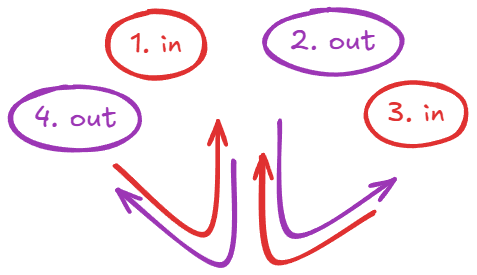 1. in
2. out
4. out
3. in